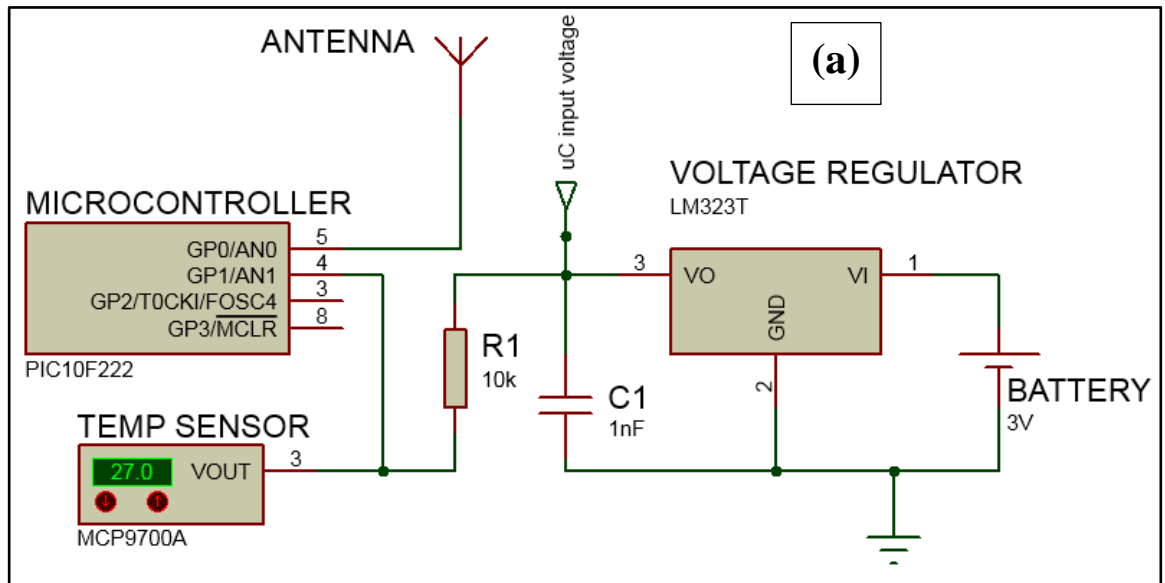 (a)
ANTENNA
uC input voltage
MICROCONTROLLER
GP0/AN0 5
GP1/AN1 4
GP2/T0CKI/FOSC4 3
GP3/MCLR 8
PIC10F222
TEMP SENSOR
27.0 VOUT 3
MCP9700A
R1
10k
C1
1nF
VOLTAGE REGULATOR
LM323T
3 VO VI 1
GND
2
BATTERY
3V